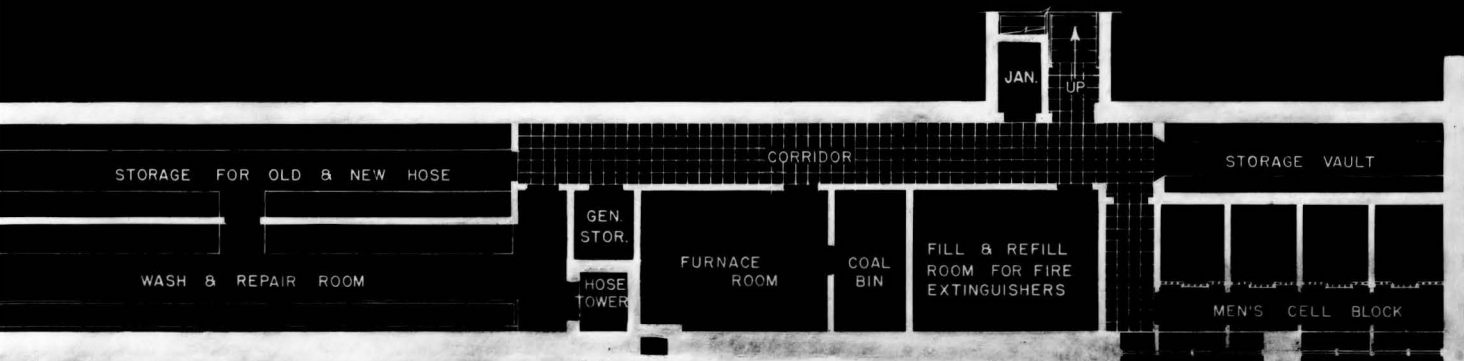 JAN.
UP
CORRIDOR
STORAGE VAULT
STORAGE FOR OLD & NEW HOSE
GEN.
STOR.
FURNACE
ROOM
COAL
BIN
FILL & REFILL
ROOM FOR FIRE
EXTINGUISHERS
WASH & REPAIR ROOM
HOSE
TOWER
MEN'S CELL BLOCK